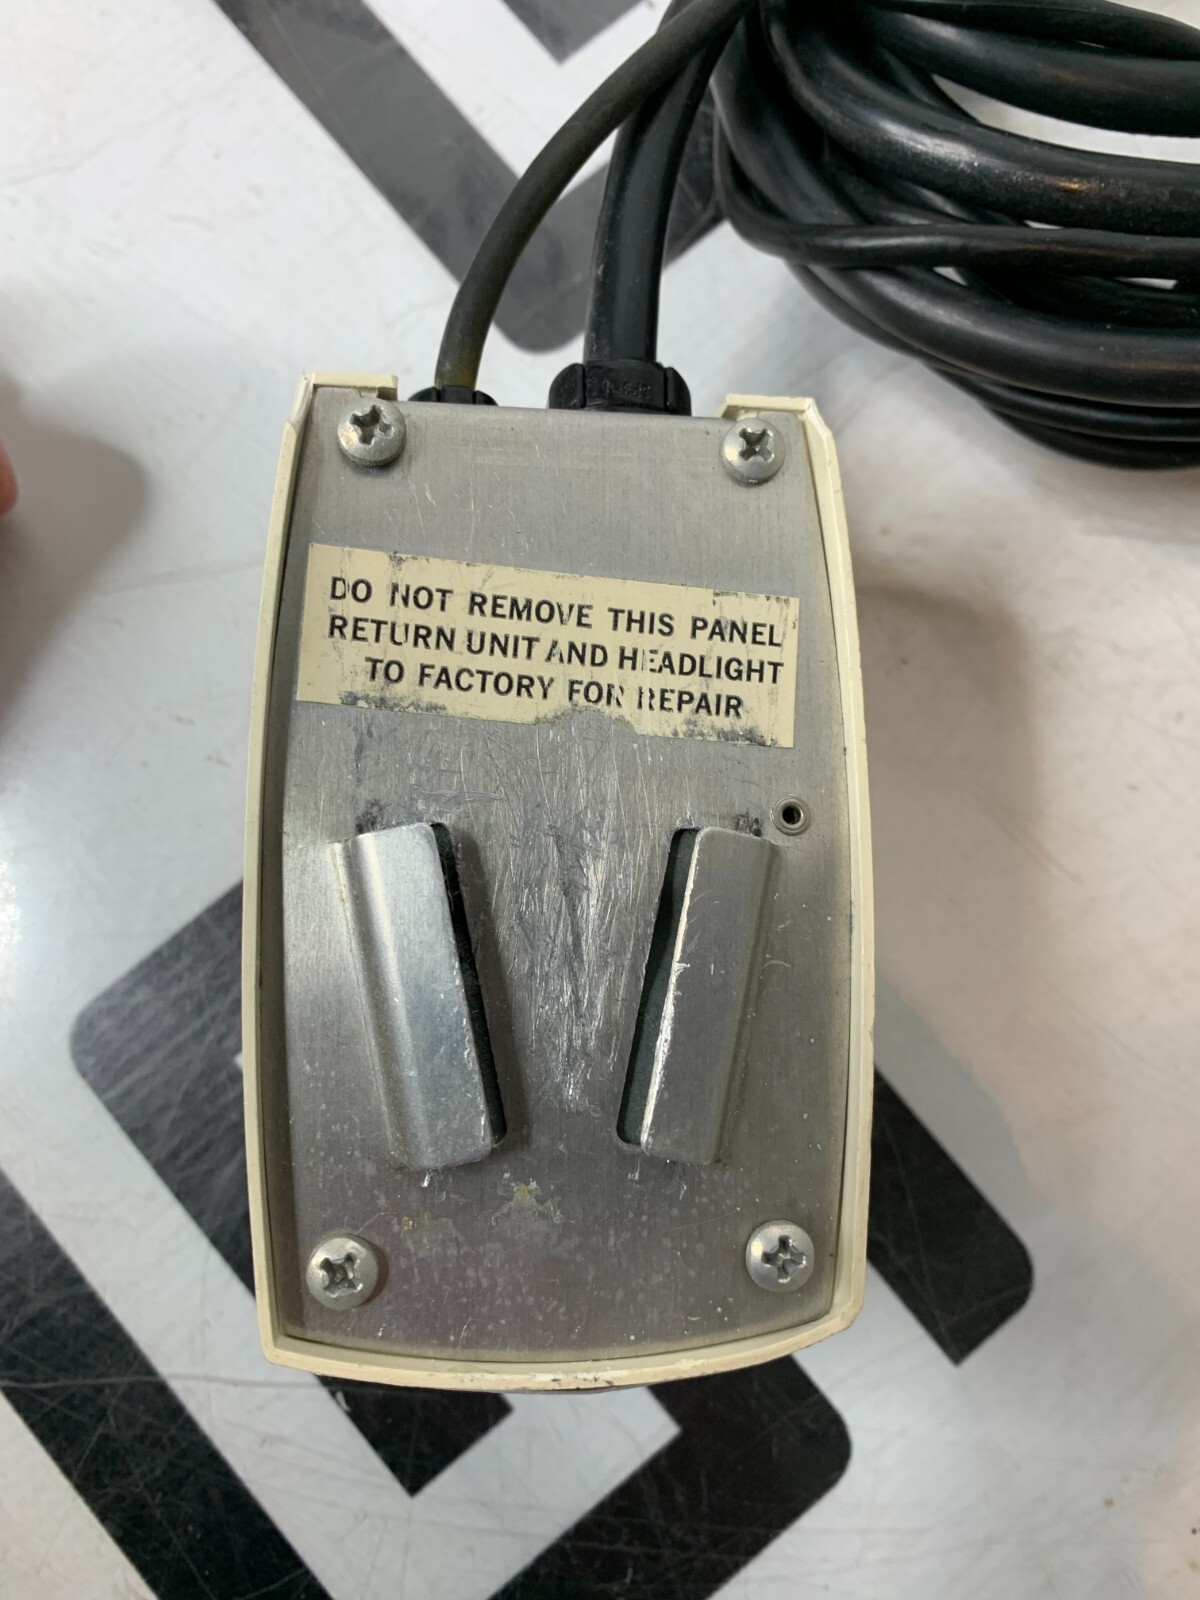 DO NOT REMOVE THIS PANEL
RETURN UNIT AND HEADLIGHT
TO FACTORY FOR REPAIR